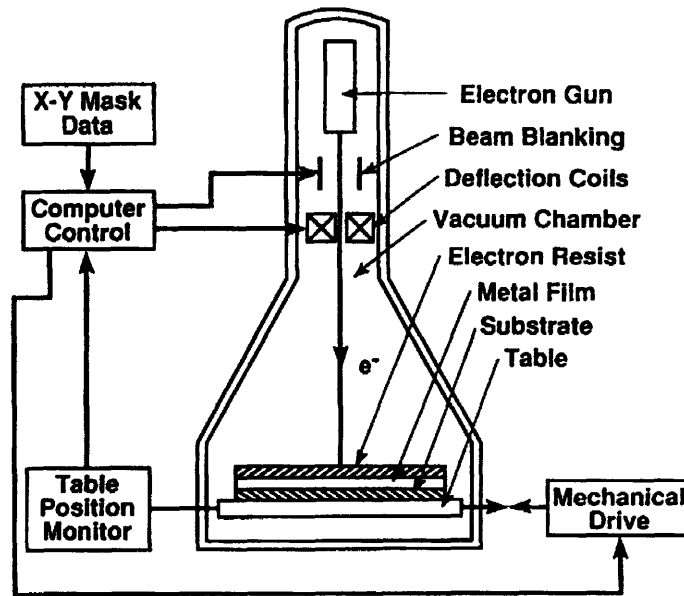 X-Y Mask
Data
Computer
Control
Electron Gun
Beam Blanking
Deflection Coils
Vacuum Chamber
Electron Resist
Metal Film
Substrate
Table
e-
Table
Position
Monitor
Mechanical
Drive